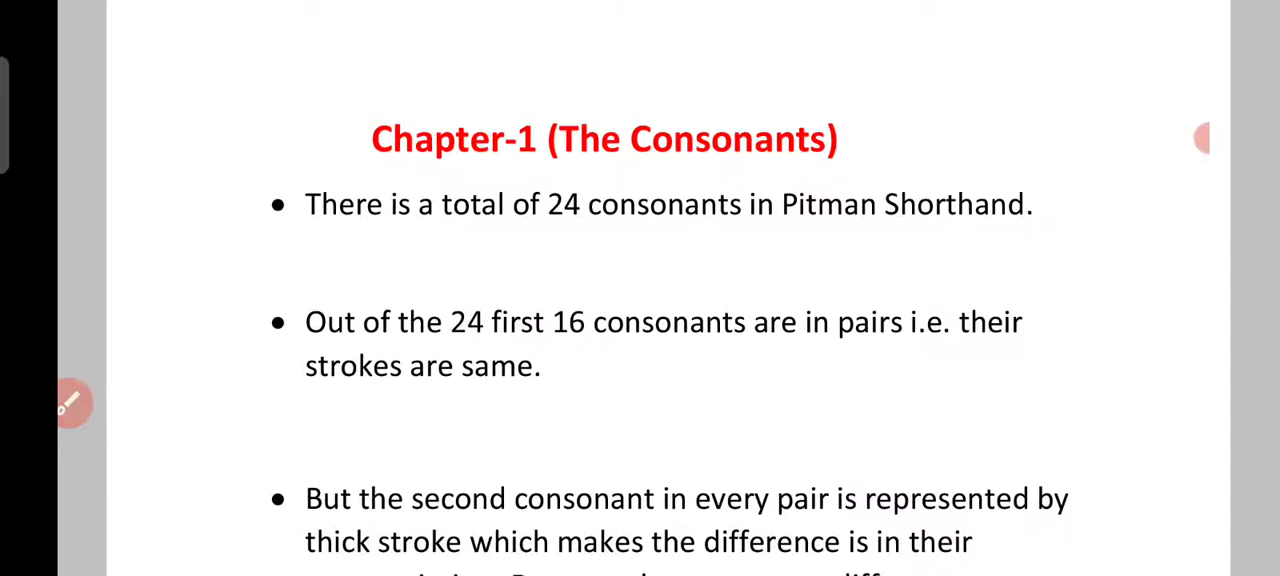 Chapter-1 (The Consonants)
• There is a total of 24 consonants in Pitman Shorthand.
• Out of the 24 first 16 consonants are in pairs i.e. their
strokes are same.
• But the second consonant in every pair is represented by
thick stroke which makes the difference is in their